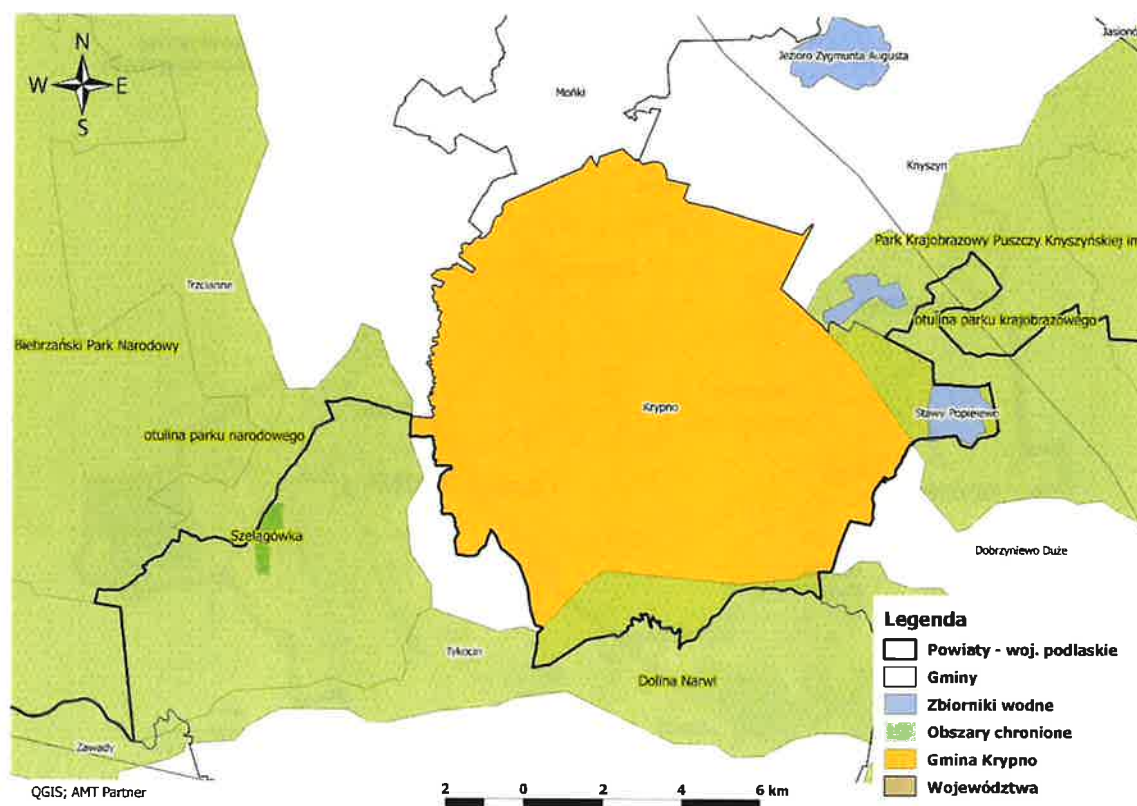 N
W E
S
Jasionó
Jezioro Zygmunta Augusta
Mońki
Knyszyn
Park Krajobrazowy Puszczy Knyszyńskiej im
Trzcianne
otulina parku krajobrazowego
Biebrzański Park Narodowy
Krypno
Stawy Popielewo
otulina parku narodowego
Szelągówka
Dobrzyniewo Duże
Tykocin
Dolina Narwi
Zawady
Legenda
Powiaty - woj. podlaskie
Gminy
Zbiorniki wodne
Obszary chronione
Gmina Krypno
Województwa
QGIS; AMT Partner
2 0 2 4 6 km